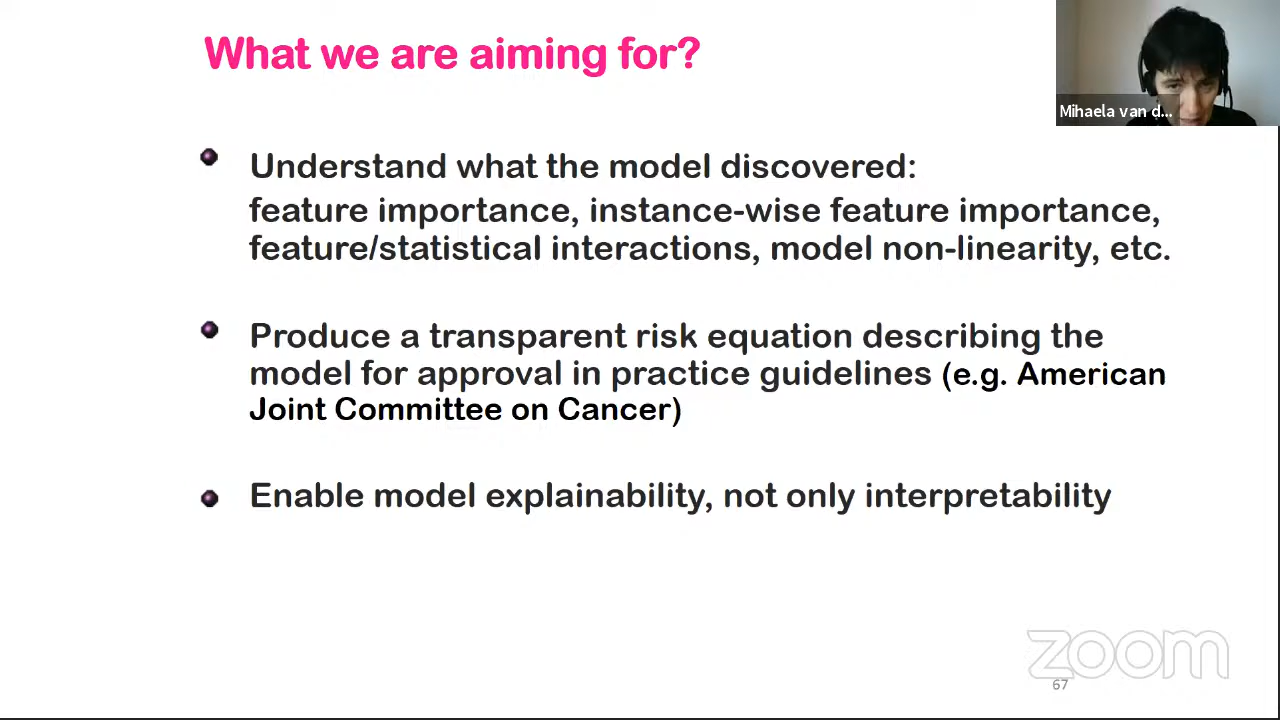 What we are aiming for?
Mihaela van d...
Understand what the model discovered:
feature importance, instance-wise feature importance,
feature/statistical interactions, model non-linearity, etc.
Produce a transparent risk equation describing the
model for approval in practice guidelines (e.g. American
Joint Committee on Cancer)
Enable model explainability, not only interpretability
zoom
67